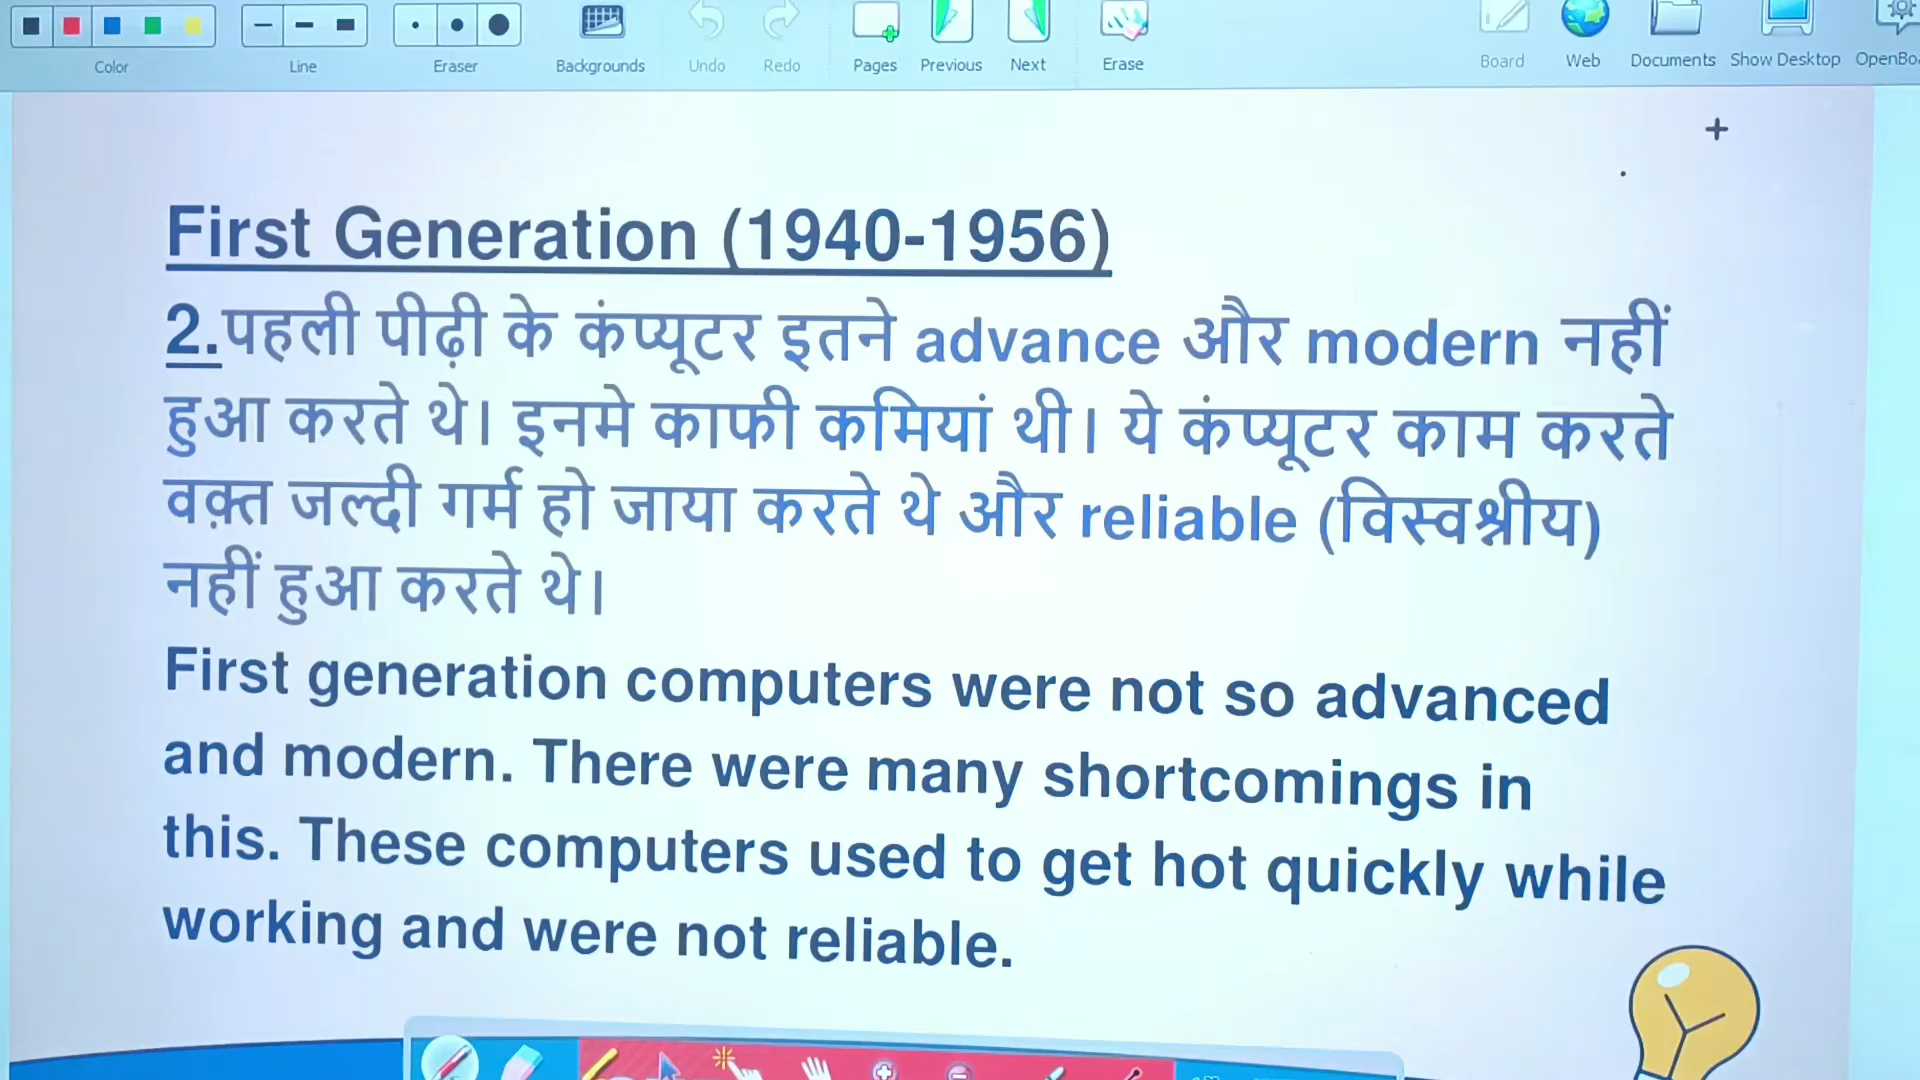 Color
Line
Eraser
Backgrounds
Undo
Redo
Pages
Previous
Next
Erase
Board
Web
Documents
Show Desktop
First Generation (1940-1956)
2.पहली पीढ़ी के कंप्यूटर इतने advance और modern नहीं
हुआ करते थे। इनमे काफी कमियां थी। ये कंप्यूटर काम करते
वक़्त जल्दी गर्म हो जाया करते थे और reliable (विस्वश्नीय)
नहीं हुआ करते थे।
First generation computers were not so advanced
and modern. There were many shortcomings in
this. These computers used to get hot quickly while
working and were not reliable.